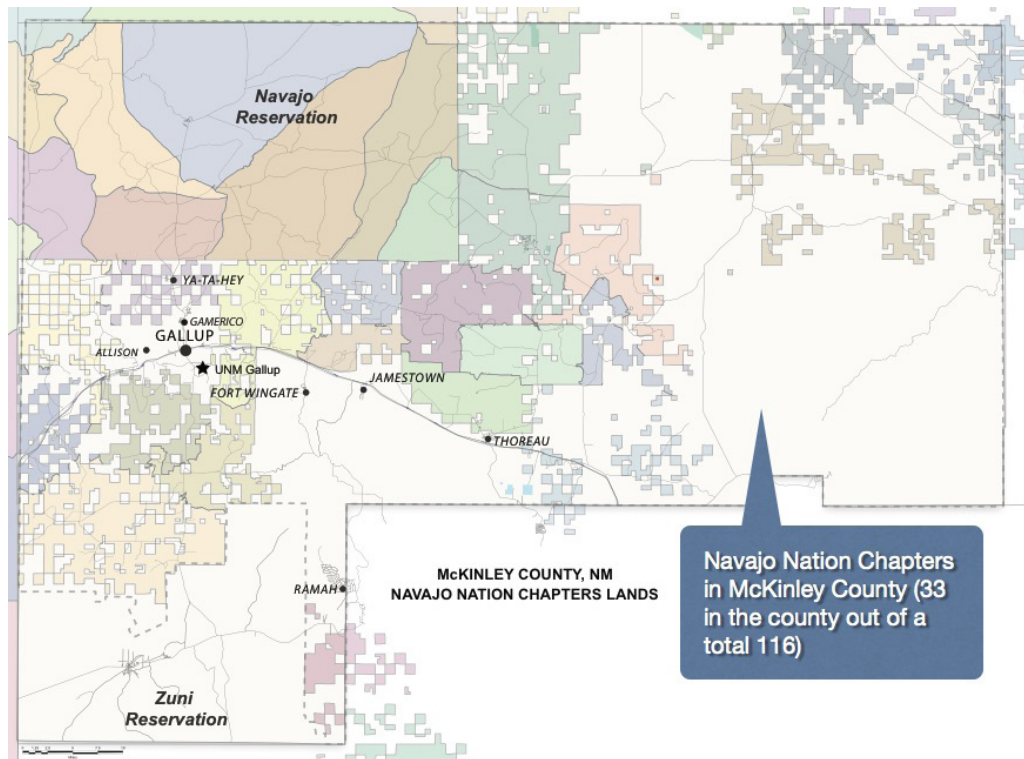 Navajo
Reservation
YA-TA-HEY
GAMERICO
GALLUP
ALLISON
UNM Gallup
FORT WINGATE
JAMESTOWN
THOREAU
McKINLEY COUNTY, NM
NAVAJO NATION CHAPTERS LANDS
RAMAH
Navajo Nation Chapters
in McKinley County (33
in the county out of a
total 116)
Zuni
Reservation